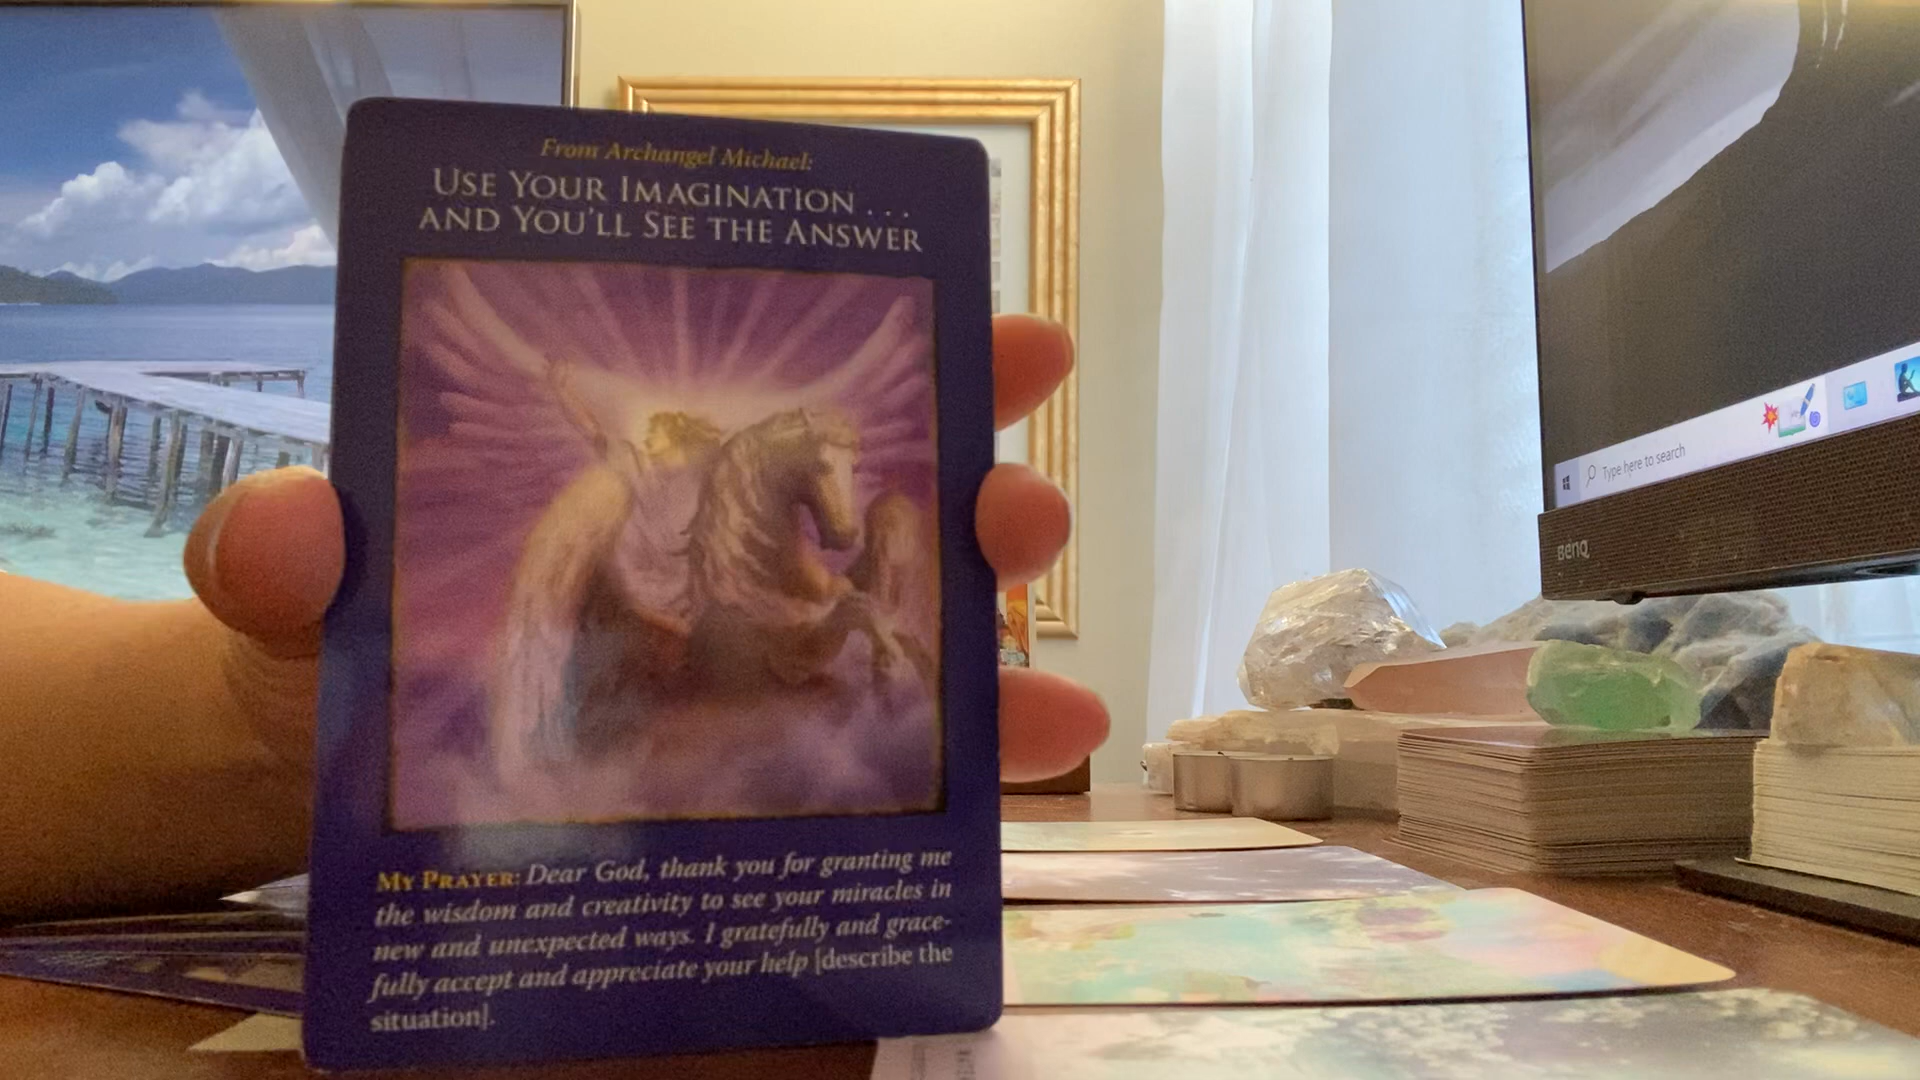 From Archangel Michael:
USE YOUR IMAGINATION . . .
AND YOU'LL SEE THE ANSWER
MY PRAYER: Dear God, thank you for granting me
the wisdom and creativity to see your miracles in
new and unexpected ways. I gratefully and grace-
fully accept and appreciate your help [describe the
situation].
Type here to search
BenQ